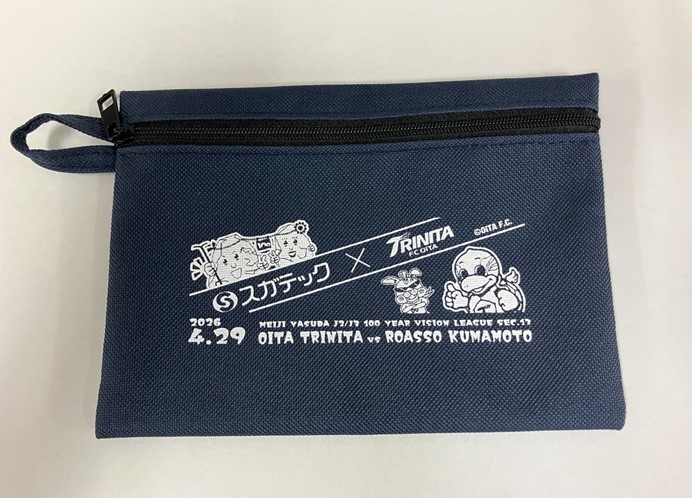 スガテック × TRINITA
FC OITA
©OITA F.C.
2026
4.29
MEIJI YASUDA J2/J3 100 YEAR VISION LEAGUE SEC.13
OITA TRINITA vs ROASSO KUMAMOTO